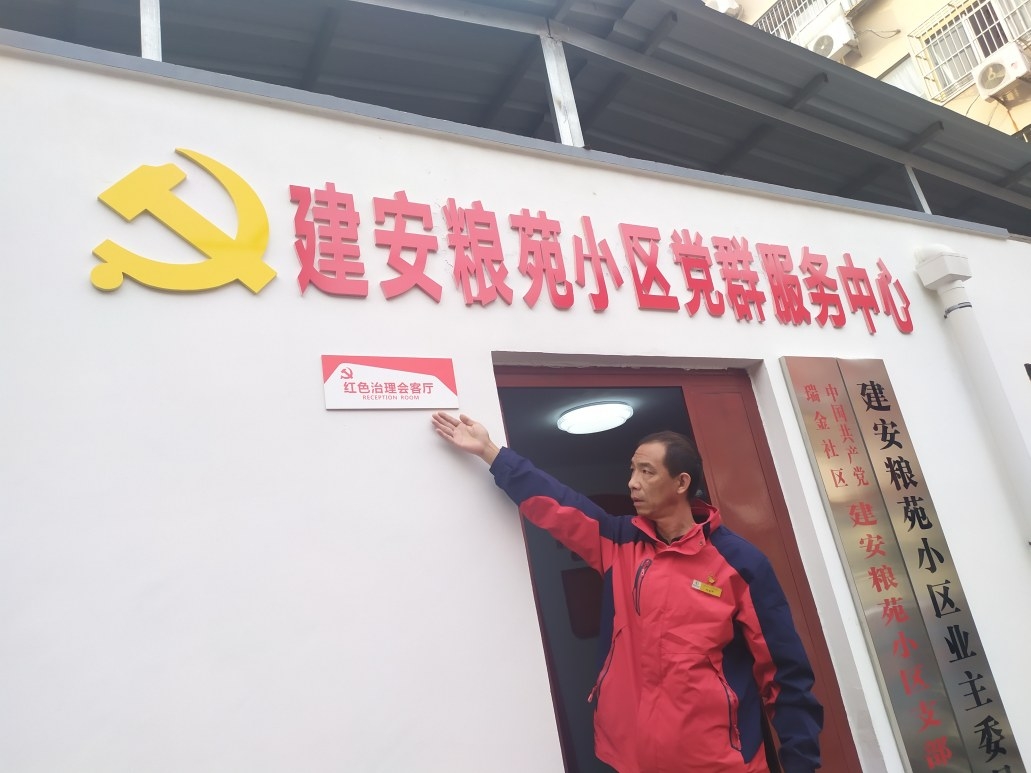 建安粮苑小区党群服务中心
红色治理会客厅
RECEPTION ROOM
中国共产党
瑞金社区
建安粮苑小区支部
建安粮苑小区业主委